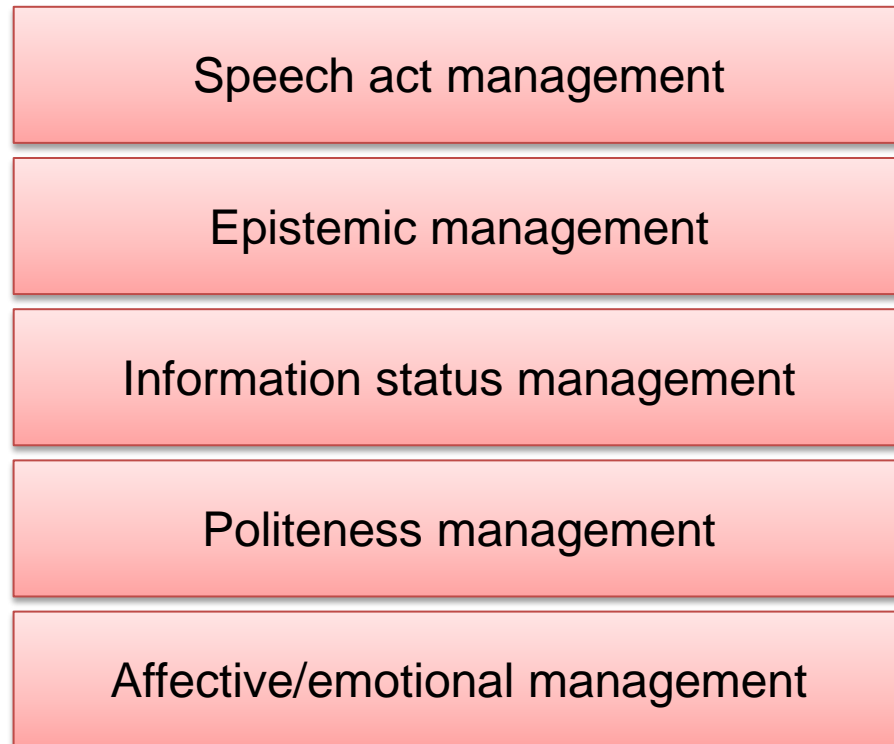 Speech act management
Epistemic management
Information status management
Politeness management
Affective/emotional management